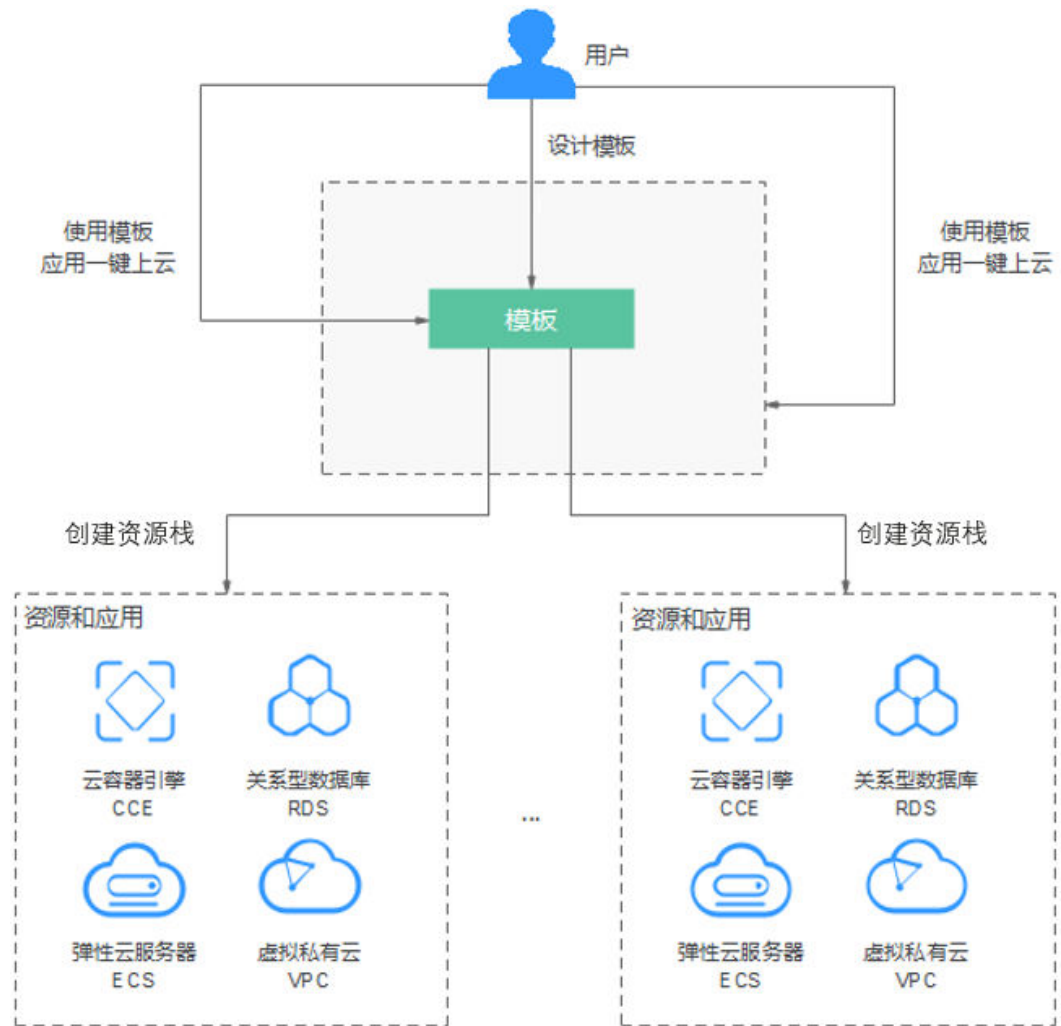 用户
设计模板
使用模板
应用一键上云
使用模板
应用一键上云
模板
创建资源栈
创建资源栈
资源和应用
云容器引擎
CCE
关系型数据库
RDS
弹性云服务器
ECS
虚拟私有云
VPC
...
资源和应用
云容器引擎
CCE
关系型数据库
RDS
弹性云服务器
ECS
虚拟私有云
VPC